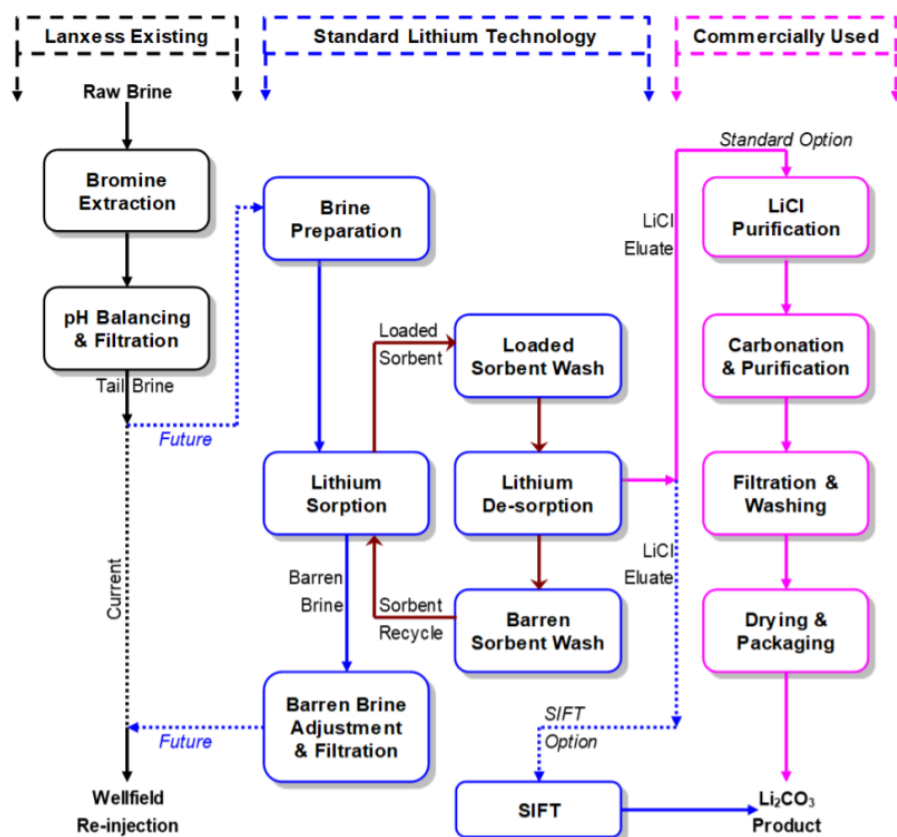 Lanxess Existing
Standard Lithium Technology
Commercially Used
Raw Brine
Bromine
Extraction
pH Balancing
& Filtration
Tail Brine
Future
Current
Future
Wellfield
Re-injection
Brine
Preparation
Lithium
Sorption
Barren
Brine
Barren Brine
Adjustment
& Filtration
Loaded
Sorbent
Loaded
Sorbent Wash
Lithium
De-sorption
Barren
Sorbent Wash
Sorbent
Recycle
LiCl
Eluate
LiCl
Eluate
SIFT
Option
SIFT
Standard Option
LiCl
Purification
Carbonation
& Purification
Filtration &
Washing
Drying &
Packaging
Li₂CO₃
Product